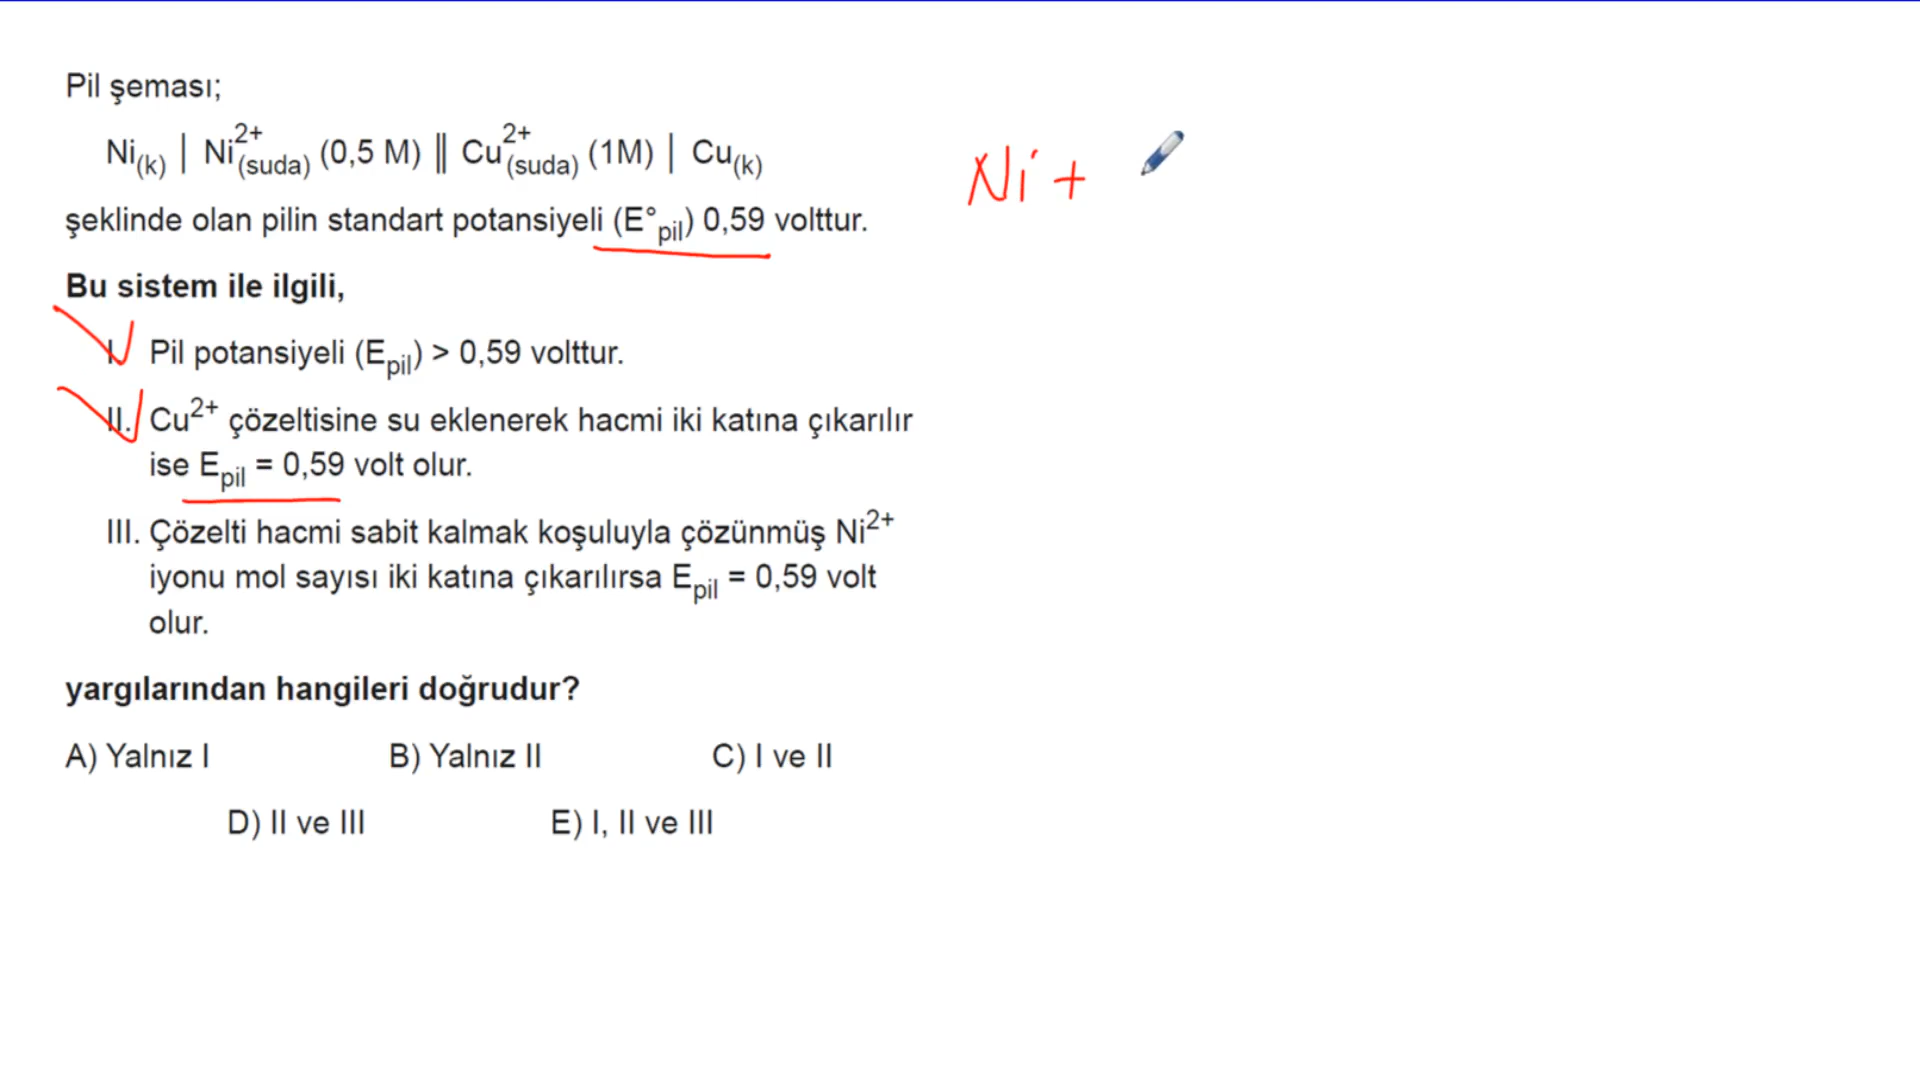 Pil şeması;
Ni(k) | Ni2+(suda) (0,5 M) || Cu2+(suda) (1M) | Cu(k)
şeklinde olan pilin standart potansiyeli (E°pil) 0,59 volttur.
Bu sistem ile ilgili,
I. Pil potansiyeli (Epil) > 0,59 volttur.
II. Cu2+ çözeltisine su eklenerek hacmi iki katına çıkarılır
ise Epil = 0,59 volt olur.
III. Çözelti hacmi sabit kalmak koşuluyla çözünmüş Ni2+
iyonu mol sayısı iki katına çıkarılırsa Epil = 0,59 volt
olur.
yargılarından hangileri doğrudur?
A) Yalnız I B) Yalnız II C) I ve II
D) II ve III E) I, II ve III
Ni +